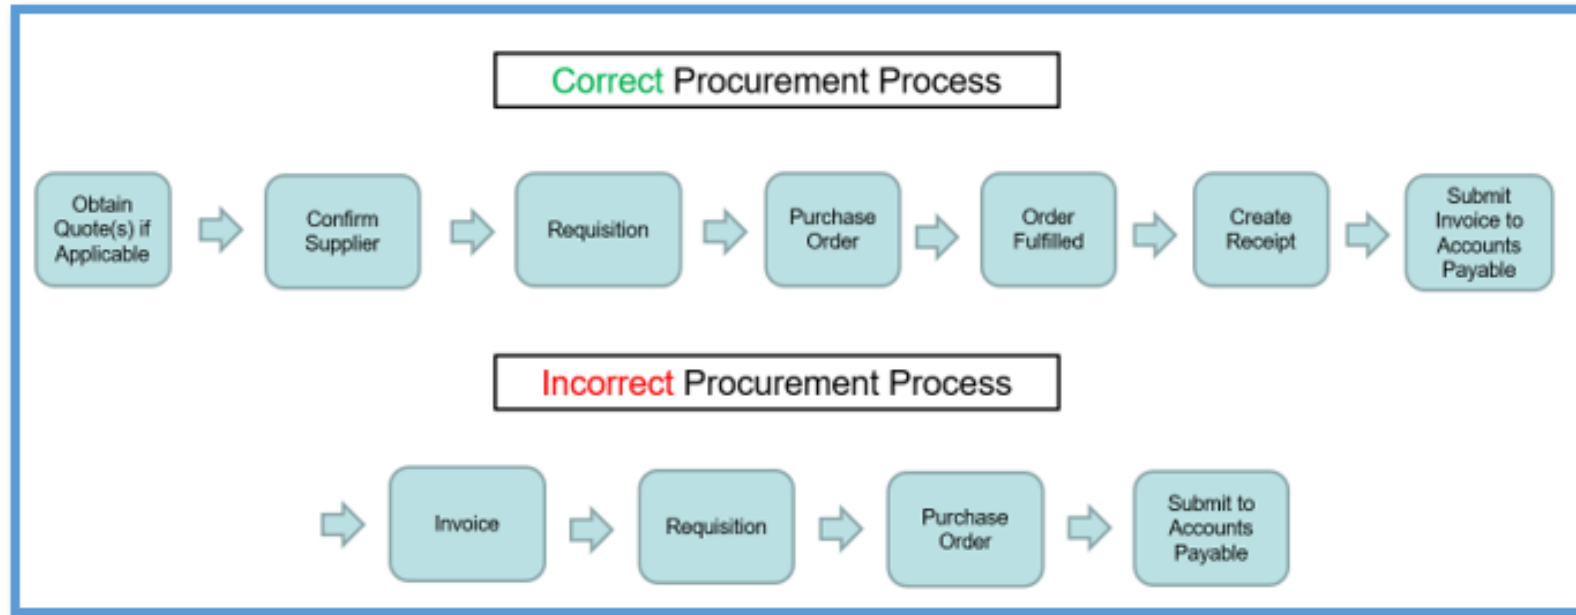 Correct Procurement Process
Obtain
Quote(s) if
Applicable
Confirm
Supplier
Requisition
Purchase
Order
Order
Fulfilled
Create
Receipt
Submit
Invoice to
Accounts
Payable
Incorrect Procurement Process
Invoice
Requisition
Purchase
Order
Submit to
Accounts
Payable